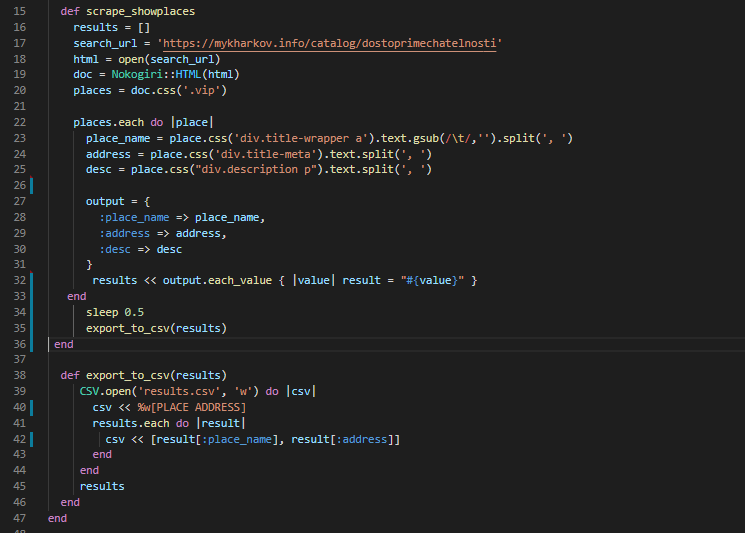 15 def scrape_showplaces
16 results = []
17 search_url = 'https://mykharkov.info/catalog/dostoprimechatelnosti'
18 html = open(search_url)
19 doc = Nokogiri::HTML(html)
20 places = doc.css('.vip')
21
22 places.each do |place|
23 place_name = place.css('div.title-wrapper a').text.gsub(/\t/,'').split(', ')
24 address = place.css('div.title-meta').text.split(', ')
25 desc = place.css("div.description p").text.split(', ')
26
27 output = {
28 :place_name => place_name,
29 :address => address,
30 :desc => desc
31 }
32 results << output.each_value { |value| result = "#{value}" }
33 end
34 sleep 0.5
35 export_to_csv(results)
36 end
37
38 def export_to_csv(results)
39 CSV.open('results.csv', 'w') do |csv|
40 csv << %w[PLACE ADDRESS]
41 results.each do |result|
42 csv << [result[:place_name], result[:address]]
43 end
44 end
45 results
46 end
47 end